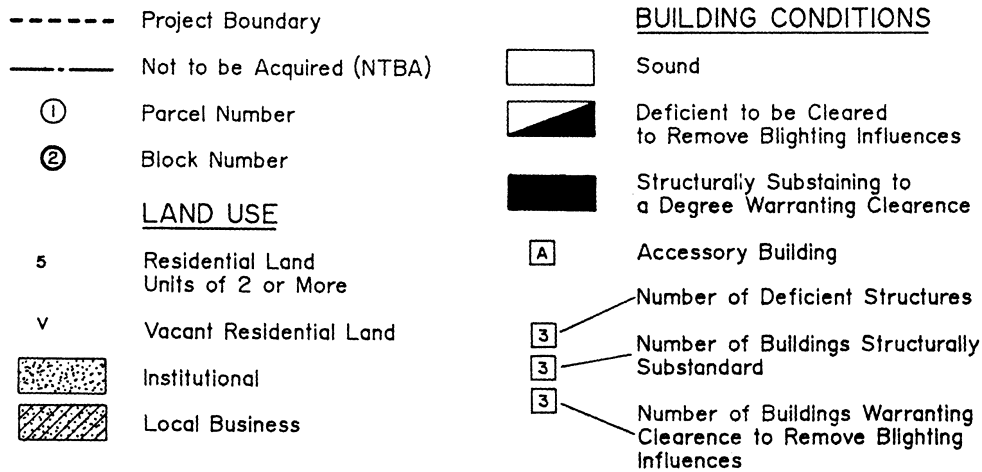 Project Boundary
Not to be Acquired (NTBA)
1 Parcel Number
2 Block Number
LAND USE
5 Residential Land
Units of 2 or More
V Vacant Residential Land
Institutional
Local Business
BUILDING CONDITIONS
Sound
Deficient to be Cleared
to Remove Blighting Influences
Structurally Substaining to
a Degree Warranting Clearence
A Accessory Building
Number of Deficient Structures
3
Number of Buildings Structurally
3 Substandard
3
Number of Buildings Warranting
Clearence to Remove Blighting
Influences